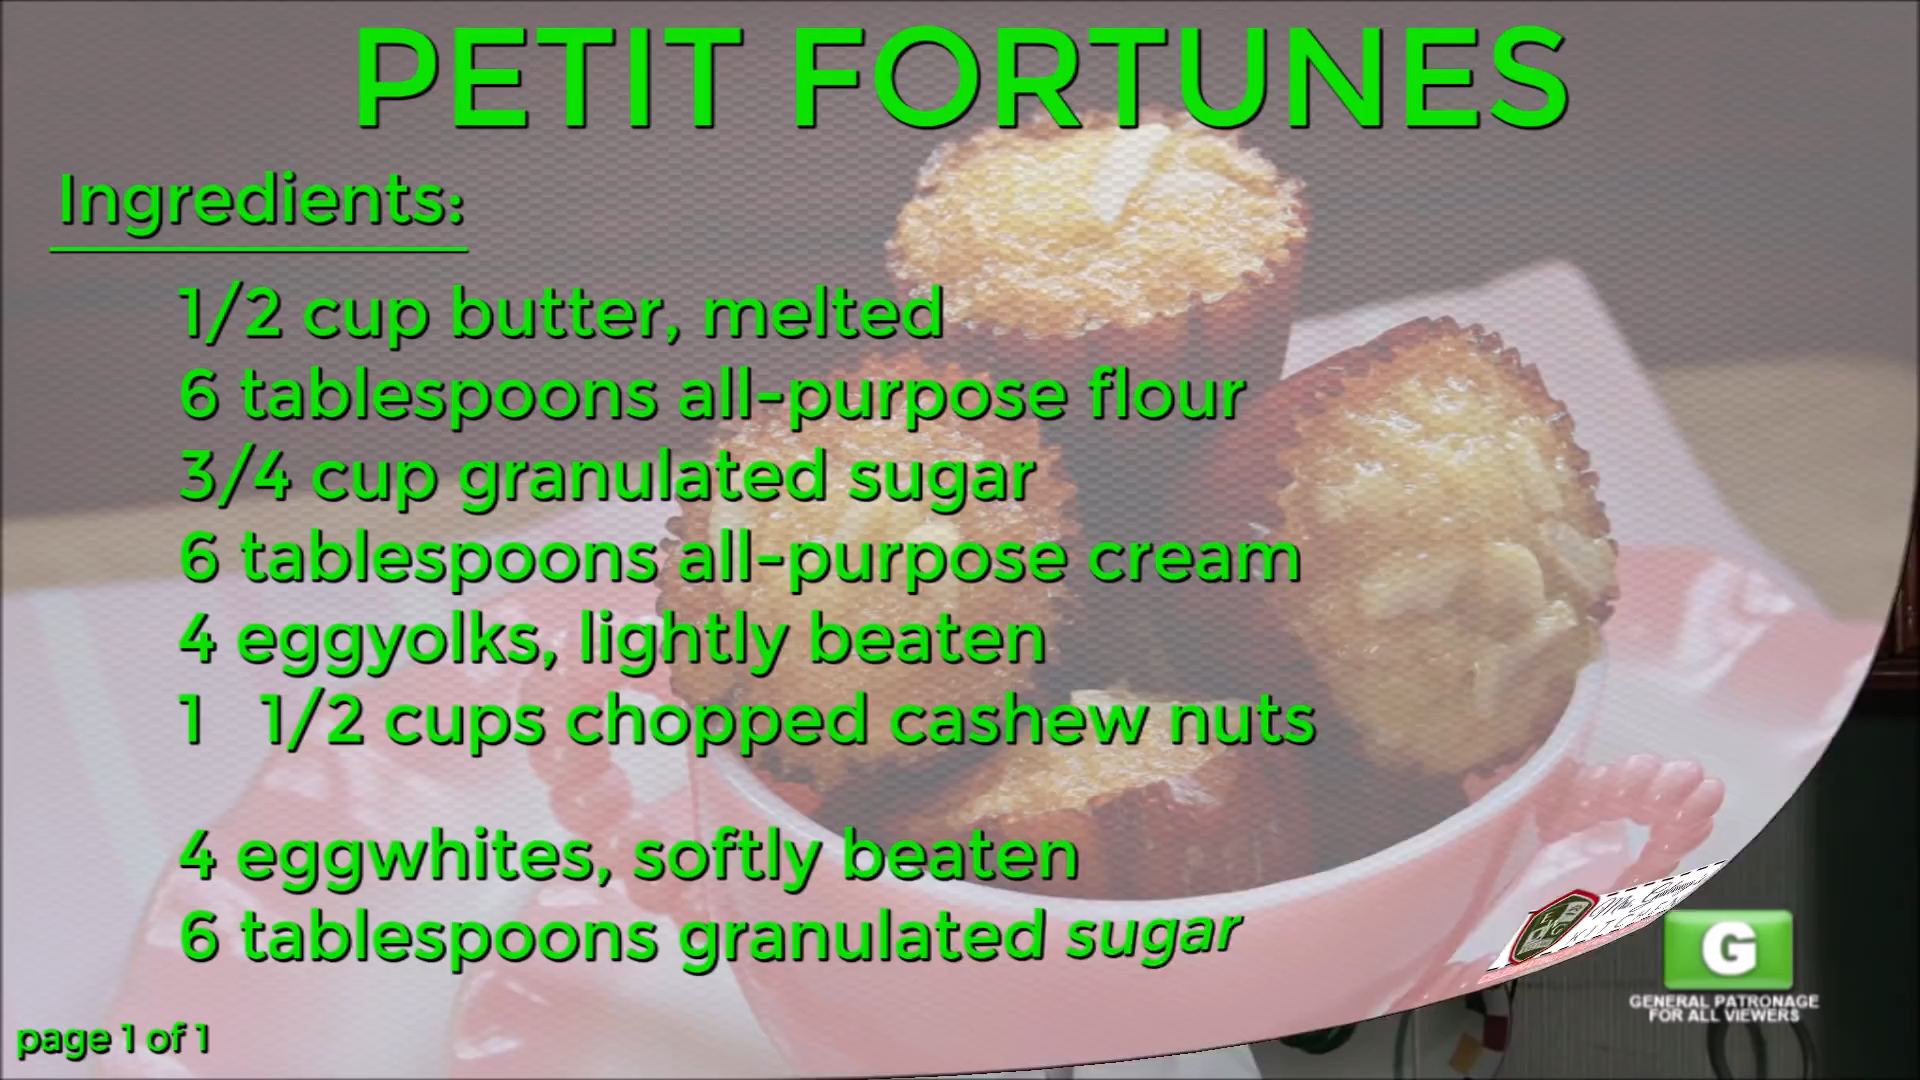 PETIT FORTUNES
Ingredients:
1/2 cup butter, melted
6 tablespoons all-purpose flour
3/4 cup granulated sugar
6 tablespoons all-purpose cream
4 eggyolks, lightly beaten
1 1/2 cups chopped cashew nuts
4 eggwhites, softly beaten
6 tablespoons granulated sugar
KITCHEN
G
GENERAL PATRONAGE
FOR ALL VIEWERS
page 1 of 1